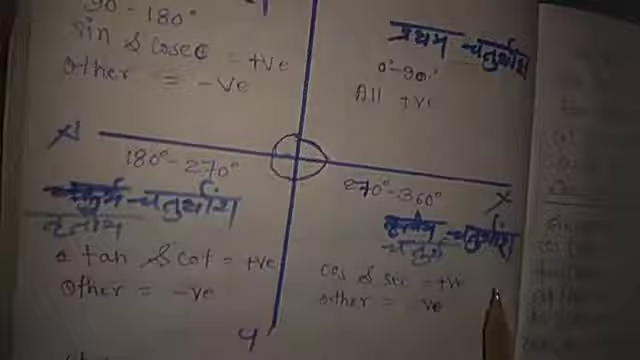 90 - 180°
sin & cosec = +ve
other = -ve
प्रथम - चतुर्थांश
0°-90°
All +ve
X'
180° - 270°
270° - 360°
X
चतुर्थ - चतुर्थांश
तृतीय
tan & cot = +ve
other = -ve
तृतीय - चतुर्थांश
चतुर्थ
cos & sec = +ve
other = ve
y